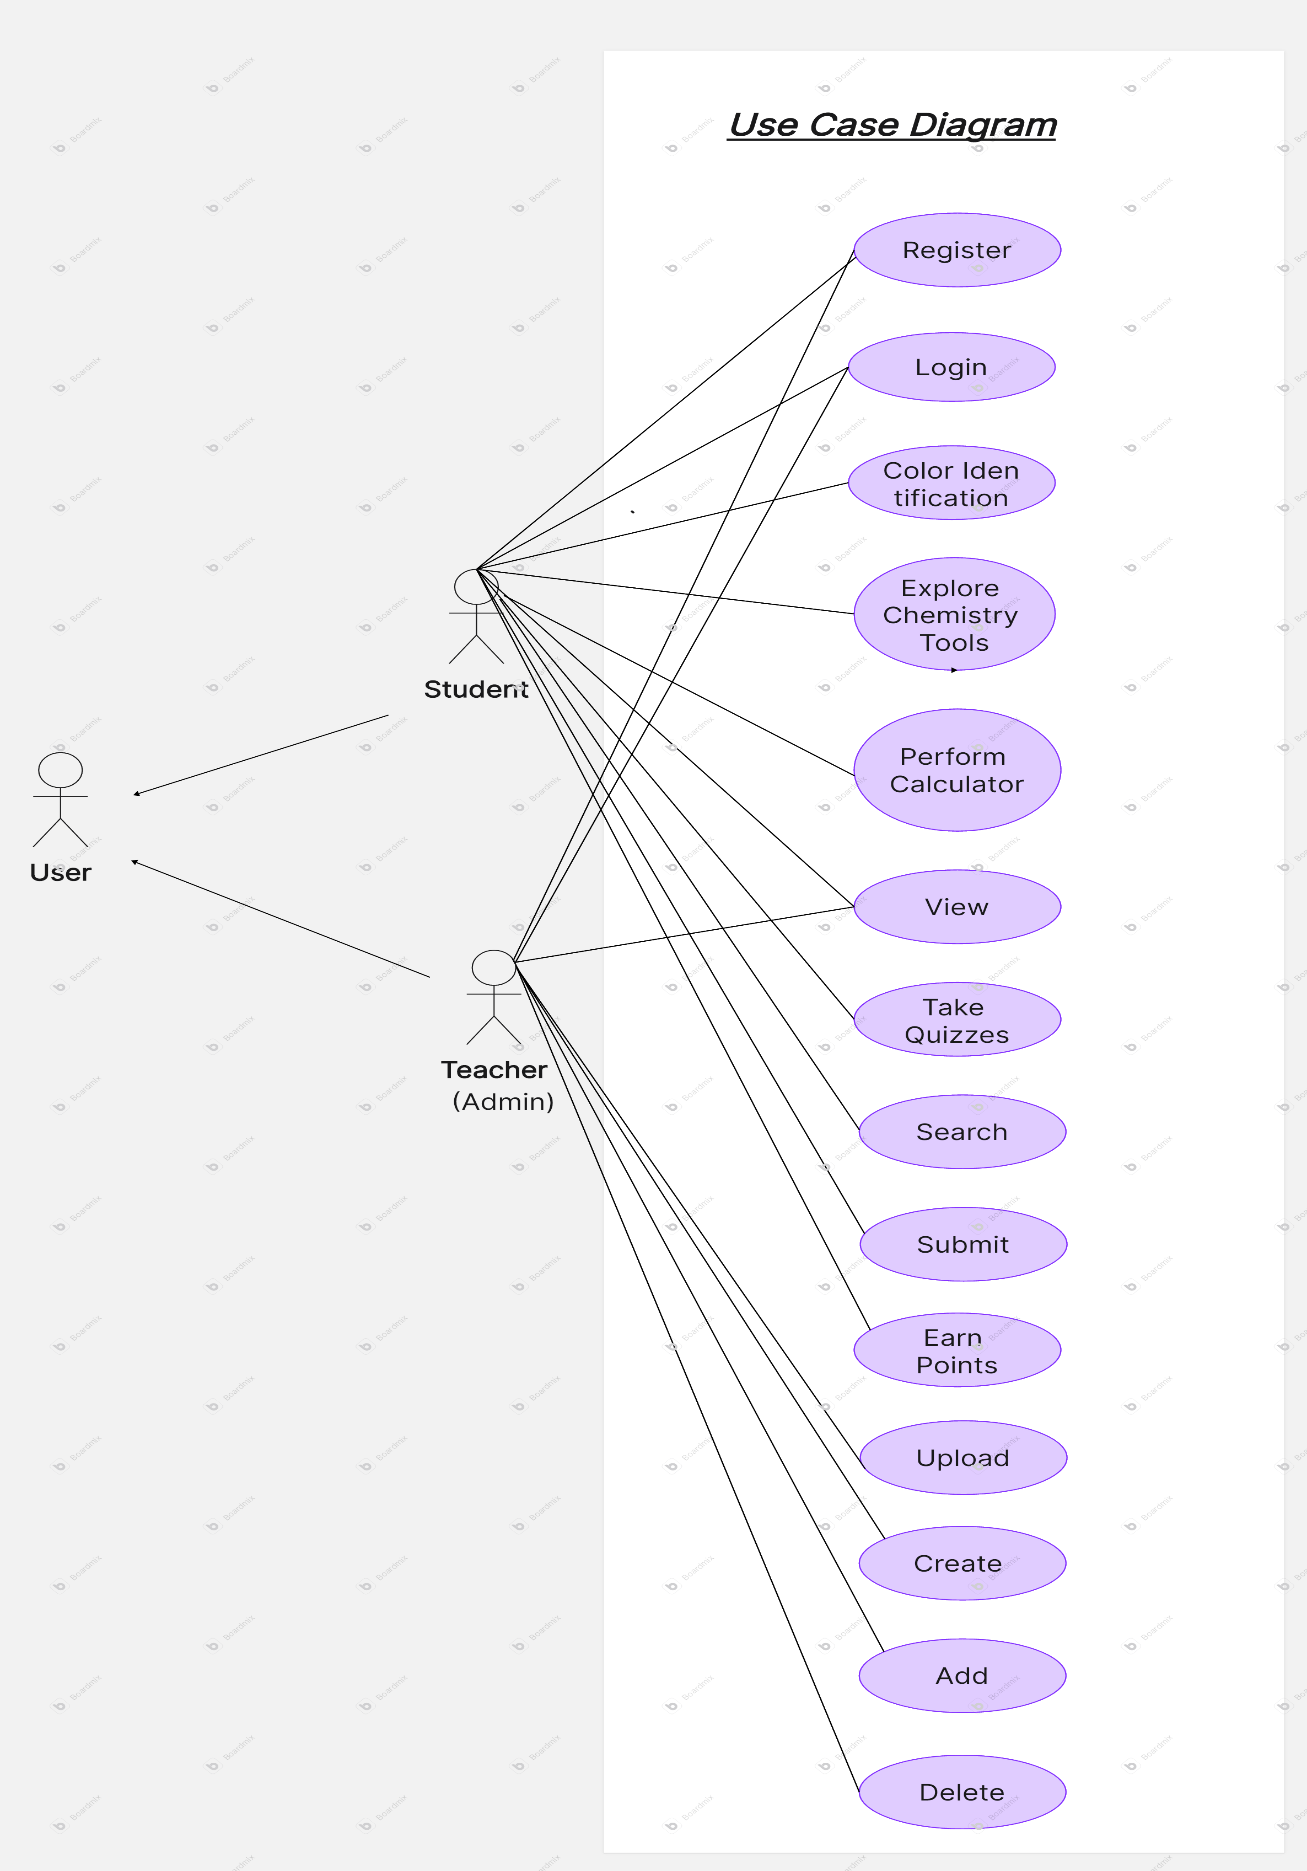 Use Case Diagram
Register
Login
Color Iden
tification
Explore
Chemistry
Tools
Student
Perform
Calculator
User
View
Take
Quizzes
Teacher
(Admin)
Search
Submit
Earn
Points
Upload
Create
Add
Delete
Boardmix